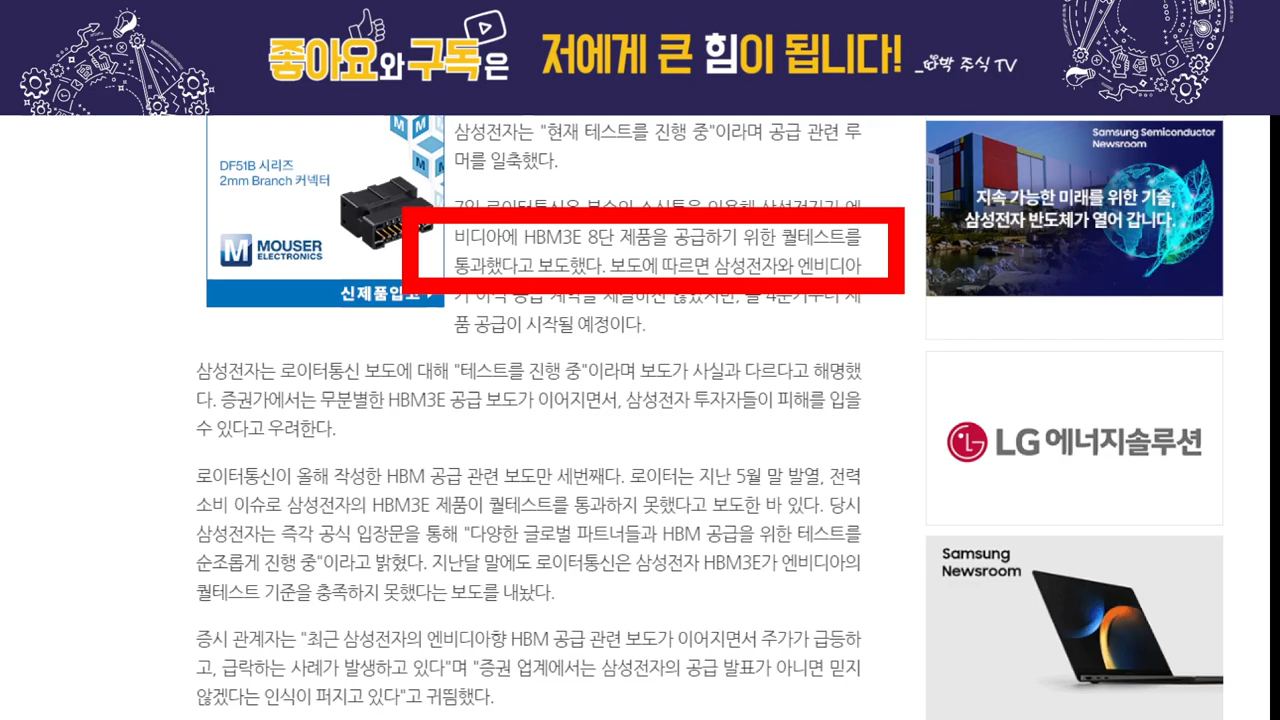 좋아요와 구독은 저에게 큰 힘이 됩니다!
주식 TV
DF51B 시리즈
2mm Branch 커넥터
M MOUSER
ELECTRONICS
신제품입고
삼성전자는 "현재 테스트를 진행 중"이라며 공급 관련 루
머를 일축했다.
비디아에 HBM3E 8단 제품을 공급하기 위한 퀄테스트를
통과했다고 보도했다. 보도에 따르면 삼성전자와 엔비디아
품 공급이 시작될 예정이다.
삼성전자는 로이터통신 보도에 대해 "테스트를 진행 중"이라며 보도가 사실과 다르다고 해명했
다. 증권가에서는 무분별한 HBM3E 공급 보도가 이어지면서, 삼성전자 투자자들이 피해를 입을
수 있다고 우려한다.
로이터통신이 올해 작성한 HBM 공급 관련 보도만 세번째다. 로이터는 지난 5월 말 발열, 전력
소비 이슈로 삼성전자의 HBM3E 제품이 퀄테스트를 통과하지 못했다고 보도한 바 있다. 당시
삼성전자는 즉각 공식 입장문을 통해 "다양한 글로벌 파트너들과 HBM 공급을 위한 테스트를
순조롭게 진행 중"이라고 밝혔다. 지난달 말에도 로이터통신은 삼성전자 HBM3E가 엔비디아의
퀄테스트 기준을 충족하지 못했다는 보도를 내놨다.
증시 관계자는 "최근 삼성전자의 엔비디아향 HBM 공급 관련 보도가 이어지면서 주가가 급등하
고, 급락하는 사례가 발생하고 있다"며 "증권 업계에서는 삼성전자의 공급 발표가 아니면 믿지
않겠다는 인식이 퍼지고 있다"고 귀띔했다.
Samsung Semiconductor
Newsroom
지속 가능한 미래를 위한 기술,
삼성전자 반도체가 열어 갑니다.
LG에너지솔루션
Samsung
Newsroom